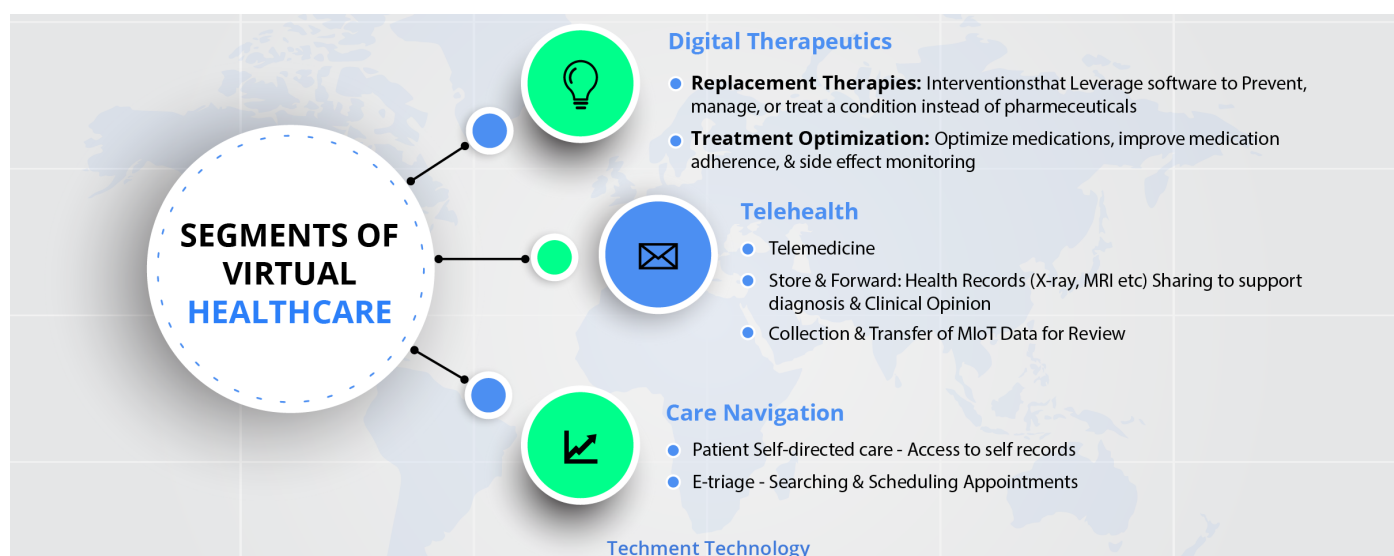 SEGMENTS OF
VIRTUAL
HEALTHCARE
Digital Therapeutics
Replacement Therapies: Interventionsthat Leverage software to Prevent,
manage, or treat a condition instead of pharmeceuticals
Treatment Optimization: Optimize medications, improve medication
adherence, & side effect monitoring
Telehealth
Telemedicine
Store & Forward: Health Records (X-ray, MRI etc) Sharing to support
diagnosis & Clinical Opinion
Collection & Transfer of MIoT Data for Review
Care Navigation
Patient Self-directed care - Access to self records
E-triage - Searching & Scheduling Appointments
Techment Technology